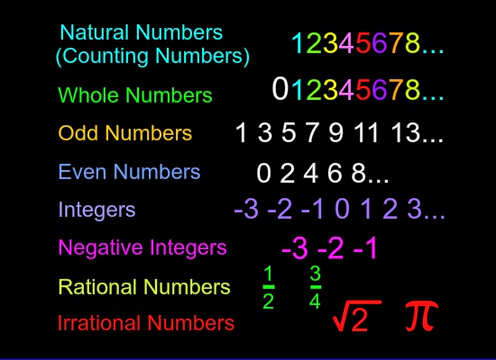 Natural Numbers
(Counting Numbers) 12345678...
Whole Numbers 012345678...
Odd Numbers 1 3 5 7 9 11 13...
Even Numbers 0 2 4 6 8...
Integers -3 -2 -1 0 1 2 3...
Negative Integers -3 -2 -1
Rational Numbers 1/2 3/4
Irrational Numbers √2 π